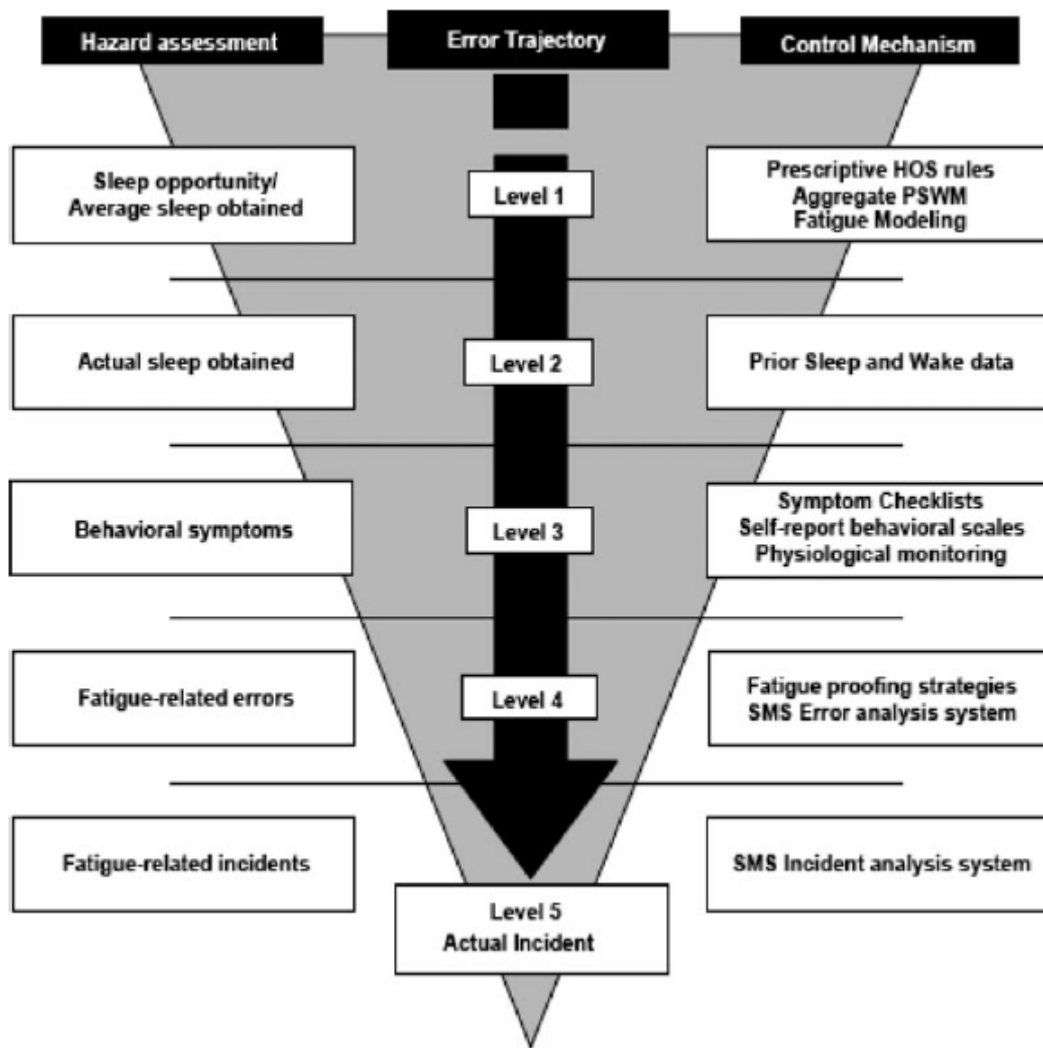 Hazard assessment
Error Trajectory
Control Mechanism
Sleep opportunity/
Average sleep obtained
Level 1
Prescriptive HOS rules
Aggregate PSWM
Fatigue Modeling
Actual sleep obtained
Level 2
Prior Sleep and Wake data
Behavioral symptoms
Level 3
Symptom Checklists
Self-report behavioral scales
Physiological monitoring
Fatigue-related errors
Level 4
Fatigue proofing strategies
SMS Error analysis system
Fatigue-related incidents
Level 5
Actual Incident
SMS Incident analysis system